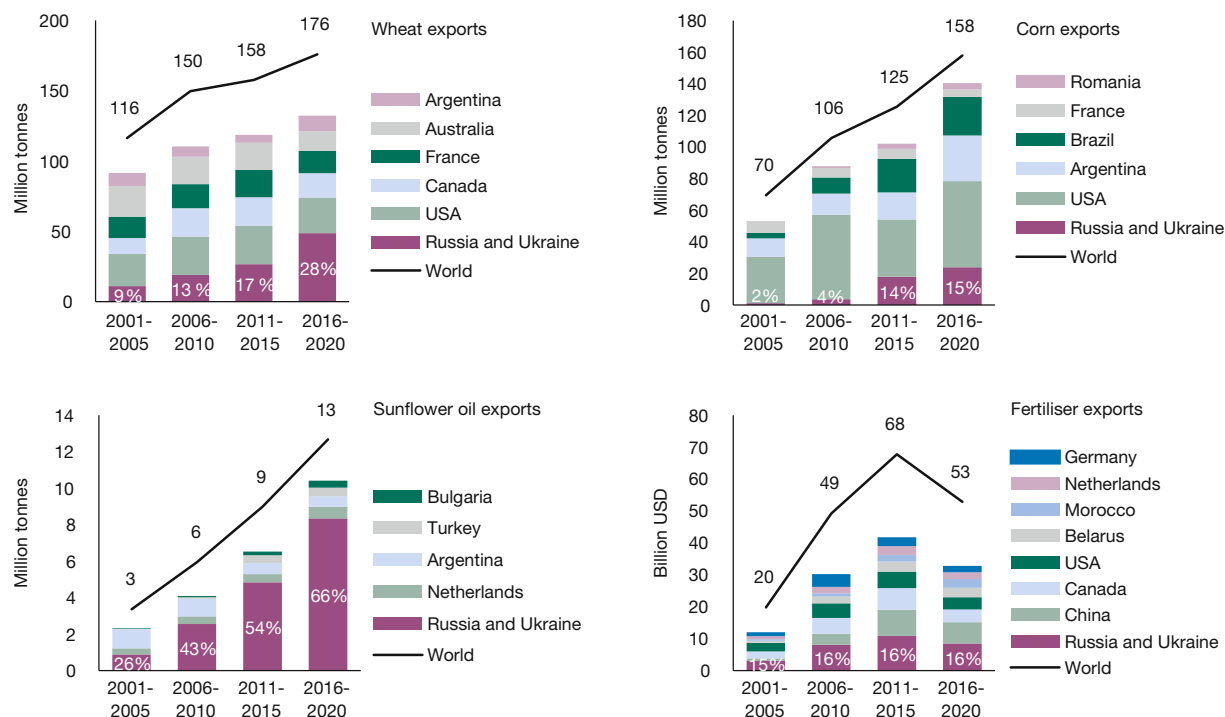 Wheat exports
Million tonnes
200
150
100
50
0
116
150
158
176
9%
13 %
17 %
28%
2001-
2005
2006-
2010
2011-
2015
2016-
2020
Argentina
Australia
France
Canada
USA
Russia and Ukraine
World
Corn exports
Million tonnes
180
160
140
120
100
80
60
40
20
0
70
106
125
158
2%
4%
14%
15%
2001-
2005
2006-
2010
2011-
2015
2016-
2020
Romania
France
Brazil
Argentina
USA
Russia and Ukraine
World
Sunflower oil exports
Million tonnes
14
12
10
8
6
4
2
0
3
6
9
13
26%
43%
54%
66%
2001-
2005
2006-
2010
2011-
2015
2016-
2020
Bulgaria
Turkey
Argentina
Netherlands
Russia and Ukraine
World
Fertiliser exports
Billion USD
80
70
60
50
40
30
20
10
0
20
49
68
53
15%
16%
16%
16%
2001-
2005
2006-
2010
2011-
2015
2016-
2020
Germany
Netherlands
Morocco
Belarus
USA
Canada
China
Russia and Ukraine
World